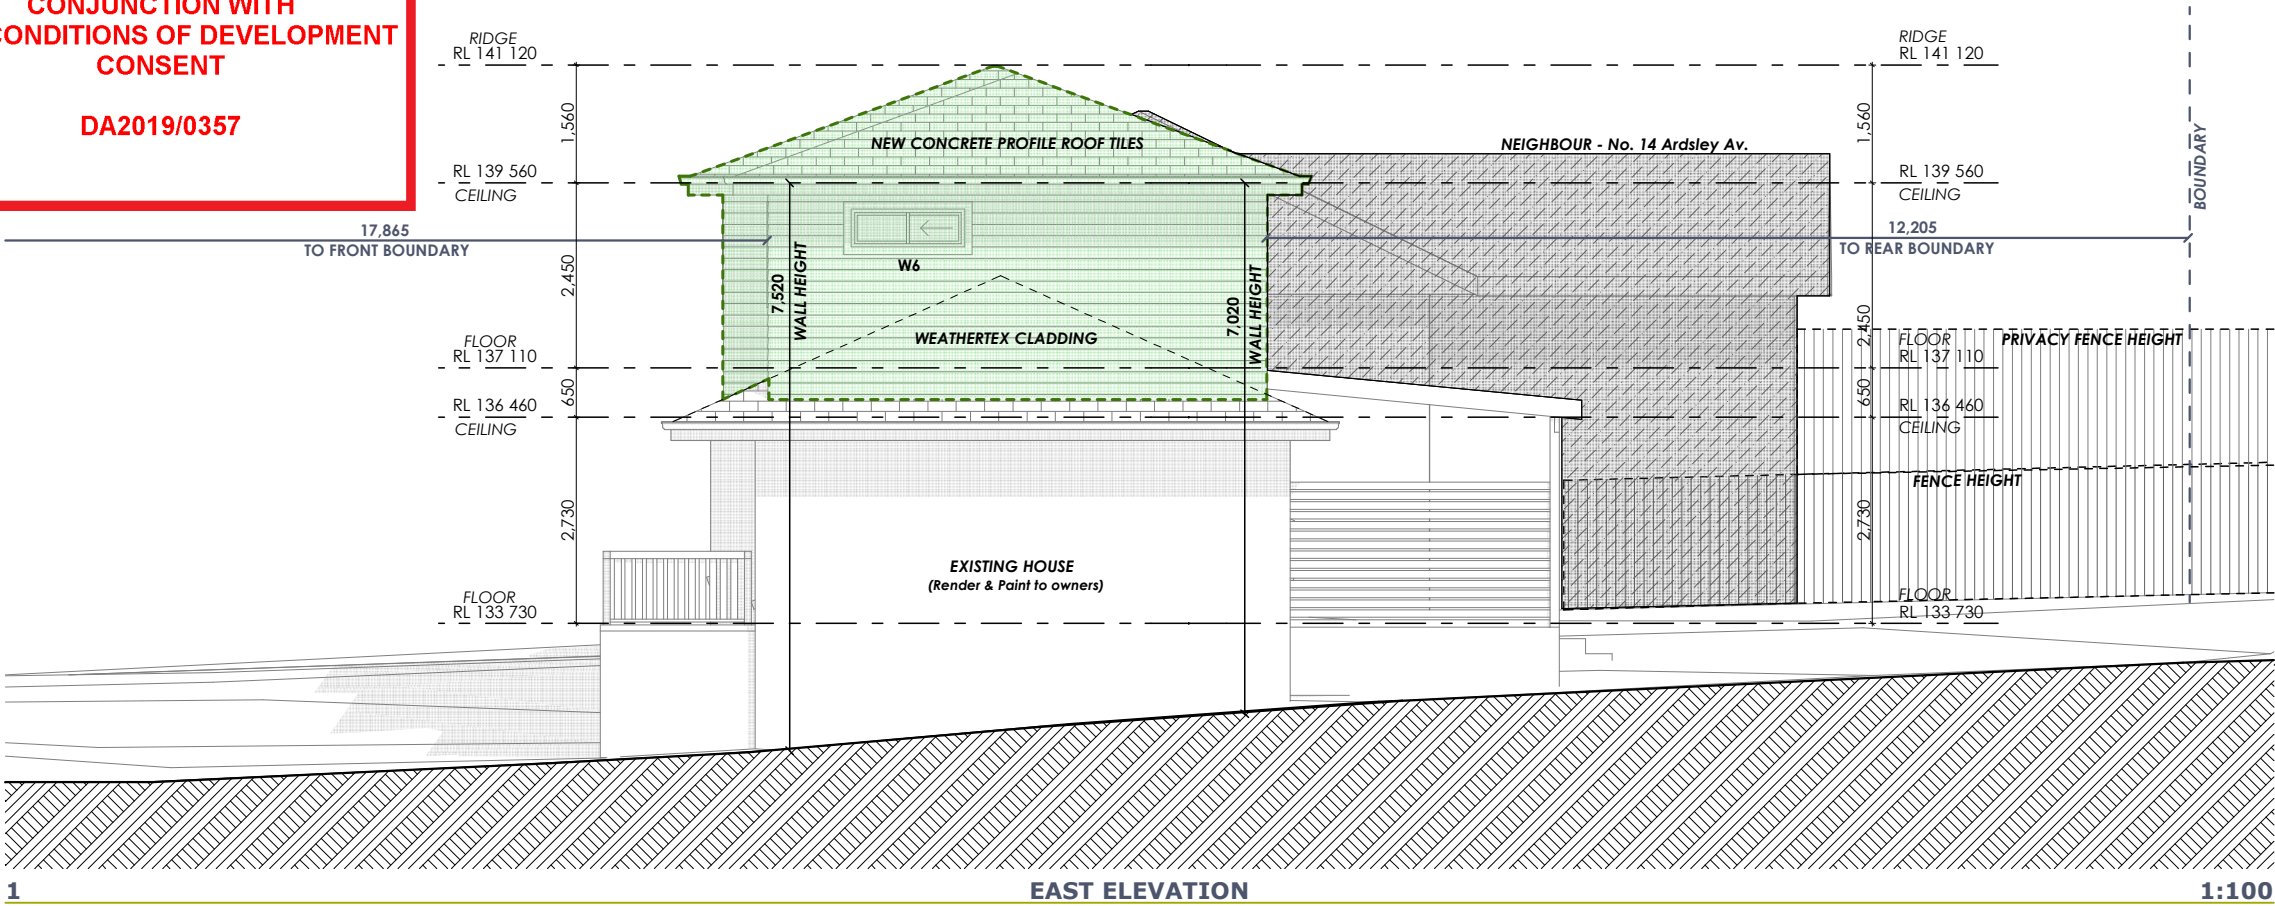 CONJUNCTION WITH
CONDITIONS OF DEVELOPMENT
CONSENT
DA2019/0357
RIDGE
RL 141 120
1,560
RL 139 560
CEILING
17,865
TO FRONT BOUNDARY
2,450
FLOOR
RL 137 110
650
RL 136 460
CEILING
2,730
FLOOR
RL 133 730
NEW CONCRETE PROFILE ROOF TILES
W6
7,520
WALL HEIGHT
WEATHERTEX CLADDING
7,020
WALL HEIGHT
EXISTING HOUSE
(Render & Paint to owners)
NEIGHBOUR - No. 14 Ardsley Av.
RIDGE
RL 141 120
1,560
RL 139 560
CEILING
BOUNDARY
12,205
TO REAR BOUNDARY
2,450
FLOOR
RL 137 110
PRIVACY FENCE HEIGHT
650
RL 136 460
CEILING
FENCE HEIGHT
2,730
FLOOR
RL 133 730
1
EAST ELEVATION
1:100